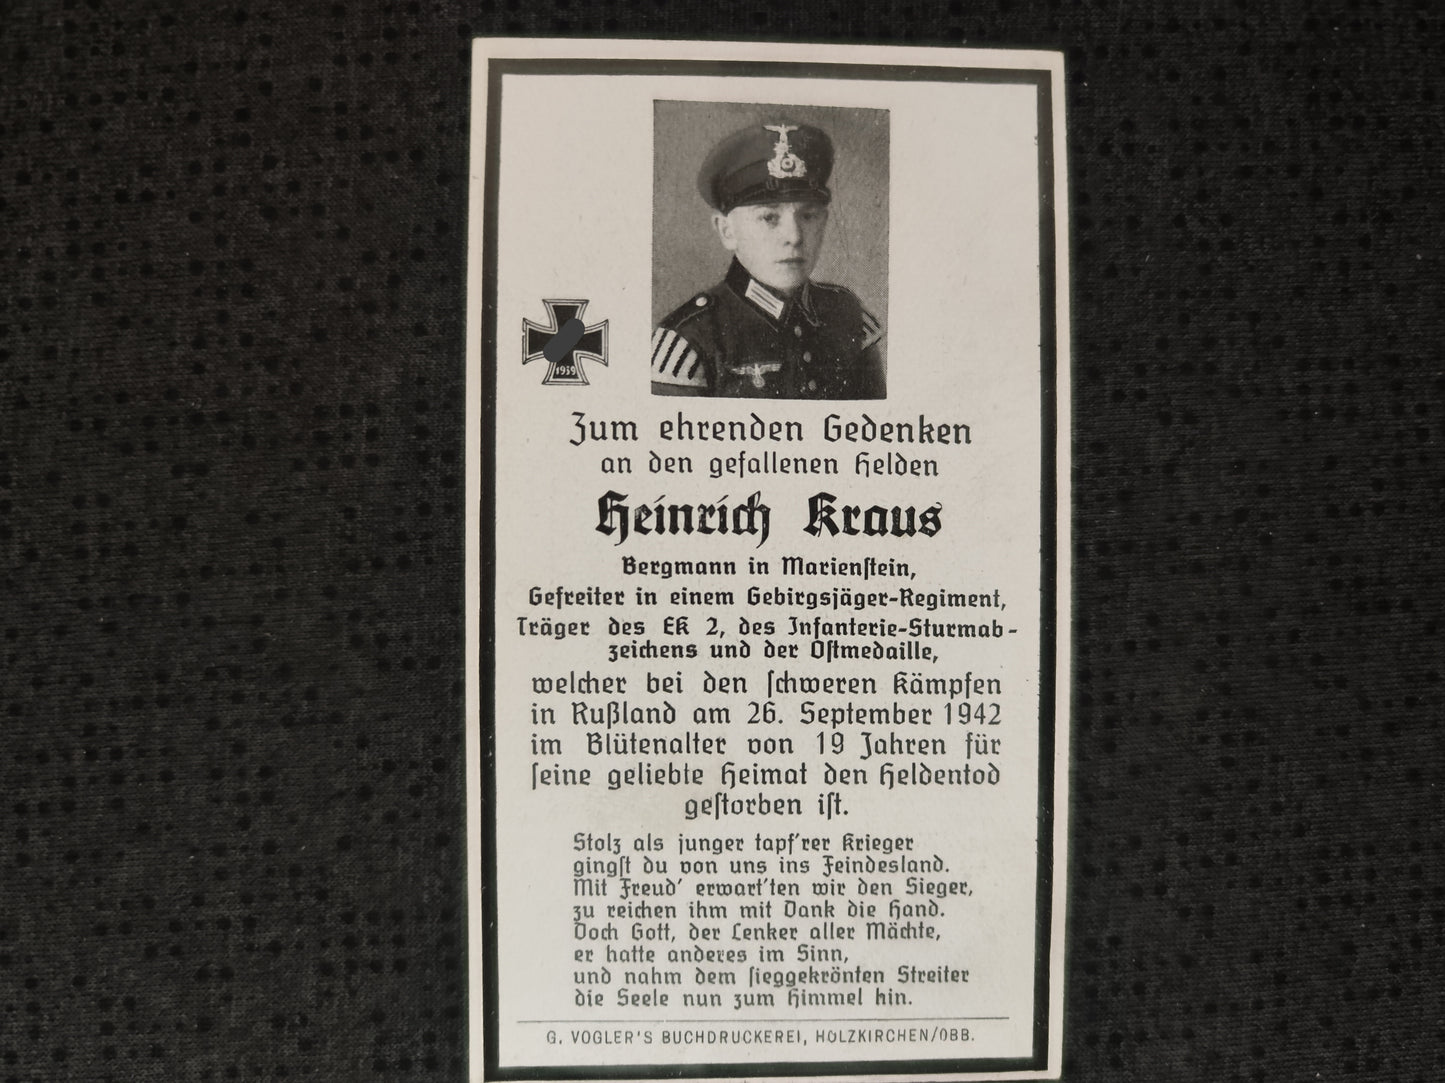 1939
Zum ehrenden Gedenken
an den gefallenen Helden
Heinrich Kraus
Bergmann in Marienſtein,
Gefreiter in einem Gebirgsjäger-Regiment,
Träger des EK 2, des Infanterie-Sturmab-
zeichens und der Oſtmedaille,
welcher bei den ſchweren Kämpfen
in Rußland am 26. September 1942
im Blütenalter von 19 Jahren für
ſeine geliebte Heimat den Heldentod
geſtorben iſt.
Stolz als junger tapf'rer Krieger
gingſt du von uns ins Feindesland.
Mit Freud' erwart'ten wir den Sieger,
zu reichen ihm mit Dank die Hand.
Doch Gott, der Lenker aller Mächte,
er hatte anderes im Sinn,
und nahm dem ſieggekrönten Streiter
die Seele nun zum Himmel hin.
G. VOGLER'S BUCHDRUCKEREI, HOLZKIRCHEN/OBB.